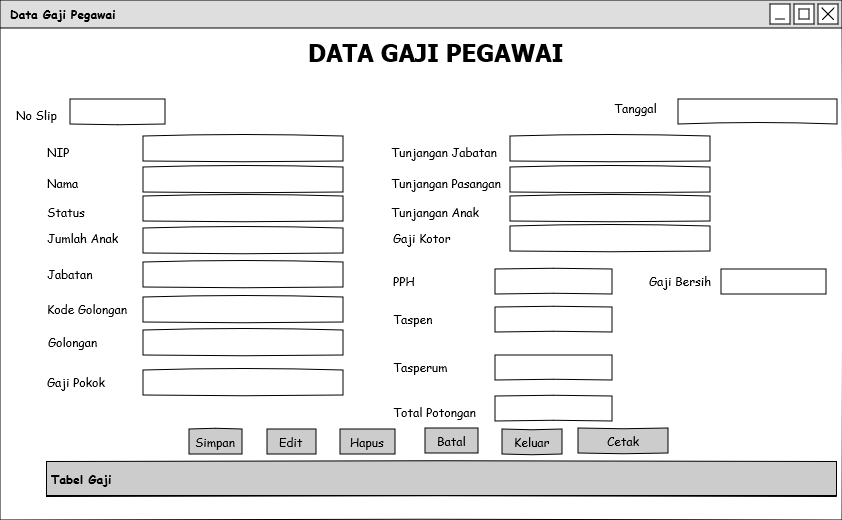 Data Gaji Pegawai
DATA GAJI PEGAWAI
No Slip
Tanggal
NIP
Nama
Status
Jumlah Anak
Jabatan
Kode Golongan
Golongan
Gaji Pokok
Tunjangan Jabatan
Tunjangan Pasangan
Tunjangan Anak
Gaji Kotor
PPH
Gaji Bersih
Taspen
Tasperum
Total Potongan
Simpan
Edit
Hapus
Batal
Keluar
Cetak
Tabel Gaji